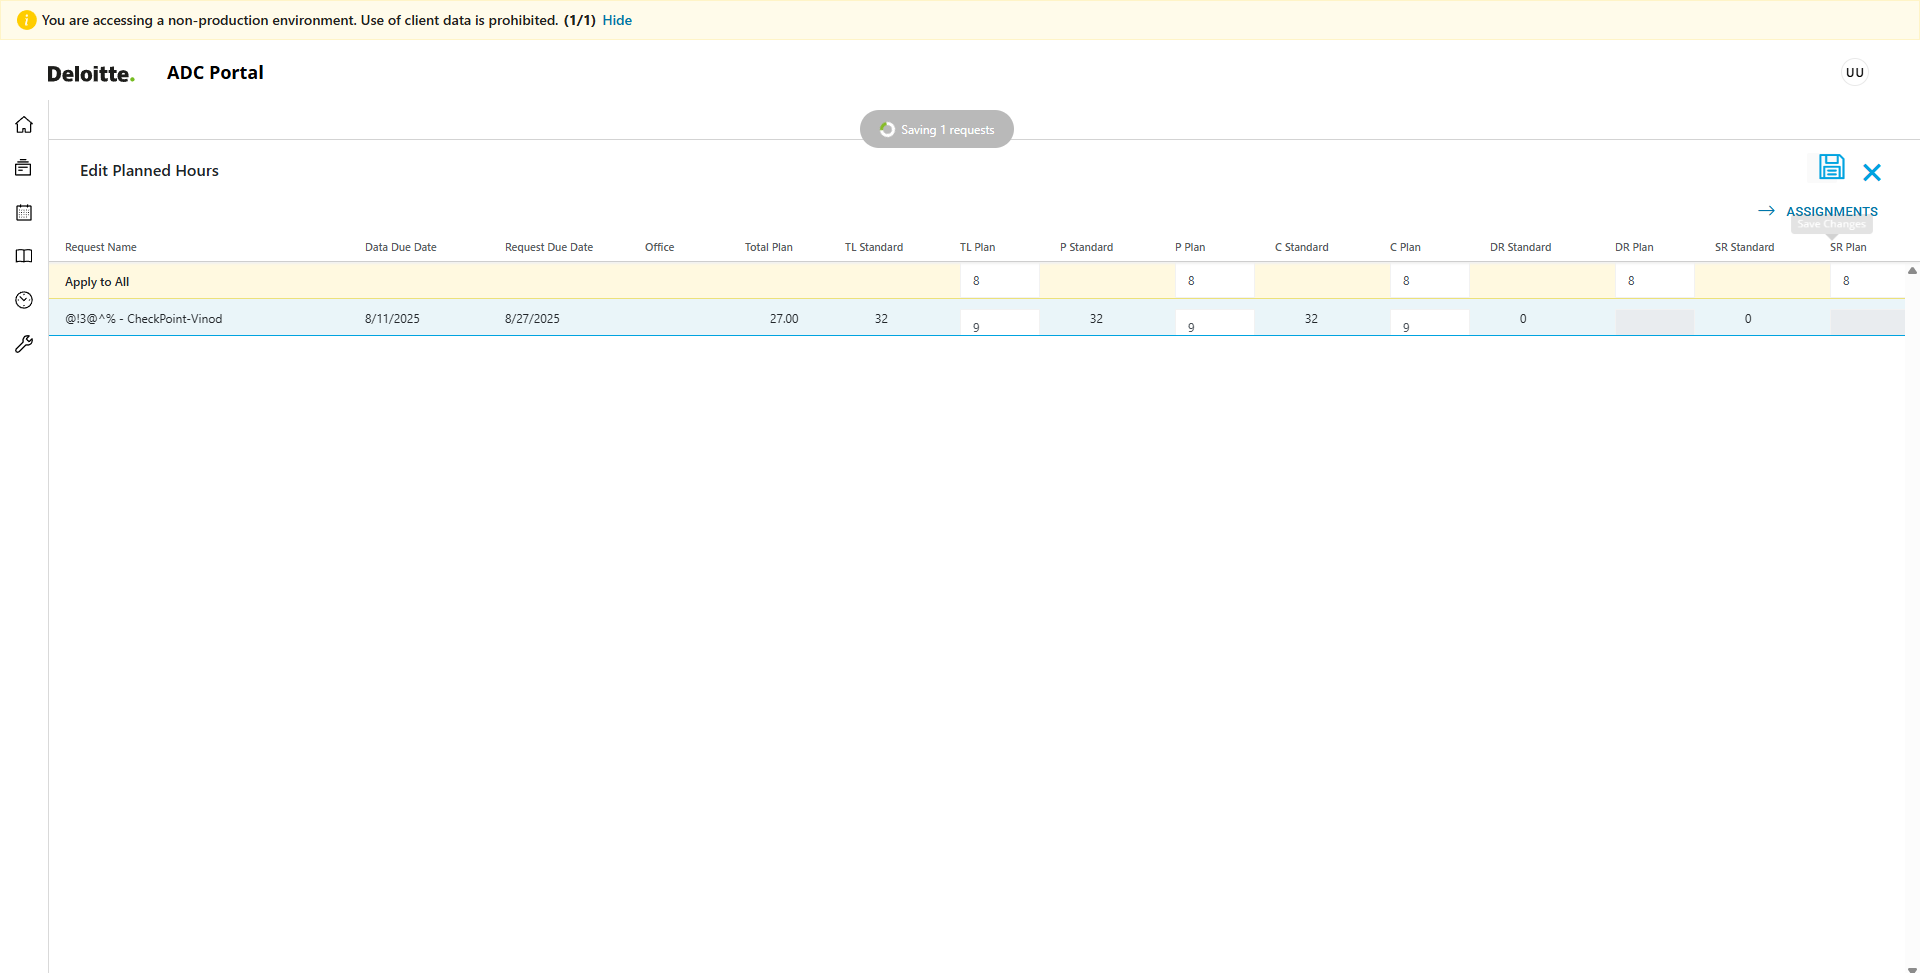 You are accessing a non-production environment. Use of client data is prohibited. (1/1) Hide
Deloitte. ADC Portal UU
Saving 1 requests
Edit Planned Hours
ASSIGNMENTS
Save Changes
Request Name Data Due Date Request Due Date Office Total Plan TL Standard TL Plan P Standard P Plan C Standard C Plan DR Standard DR Plan SR Standard SR Plan
Apply to All 8 8 8 8 8
@!3@^% - CheckPoint-Vinod 8/11/2025 8/27/2025 27.00 32 9 32 9 32 9 0 0